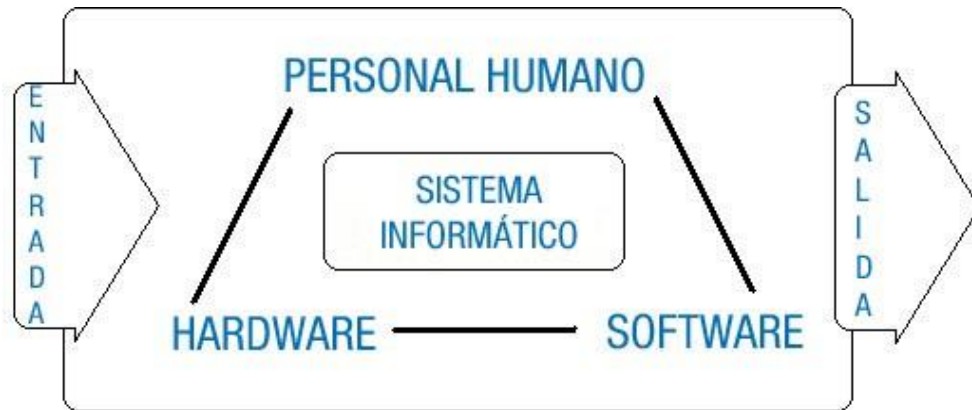 PERSONAL HUMANO
ENTRADA
SISTEMA
INFORMÁTICO
SALIDA
HARDWARE
SOFTWARE